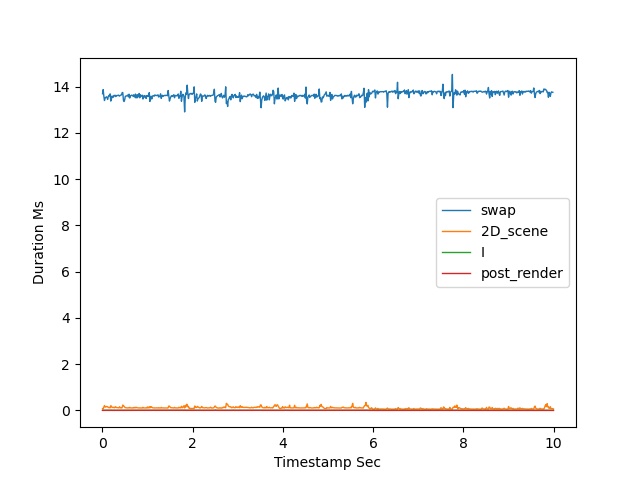 14
12
10
8
6
4
2
0
Duration Ms
swap
2D_scene
I
post_render
0 2 4 6 8 10
Timestamp Sec